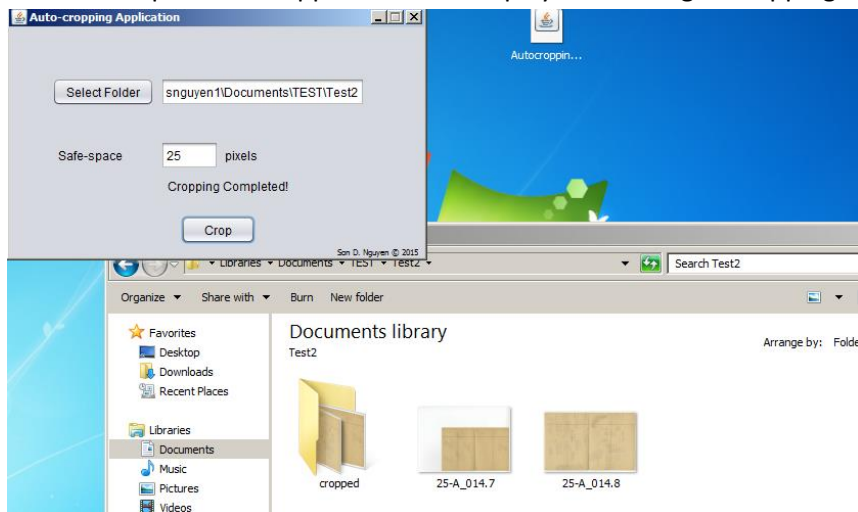 Auto-cropping Application
Autocroppin...
Select Folder snguyen1\Documents\TEST\Test2
Safe-space 25 pixels
Cropping Completed!
Crop
Son D. Nguyen © 2015
Libraries Documents TEST Test2
Search Test2
Organize Share with Burn New folder
Favorites
Desktop
Downloads
Recent Places
Libraries
Documents
Music
Pictures
Videos
Documents library
Test2
Arrange by: Folde
cropped 25-A_014.7 25-A_014.8